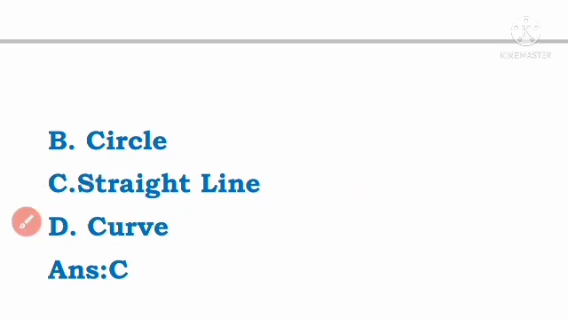 KINEMASTER
B. Circle
C.Straight Line
D. Curve
Ans:C